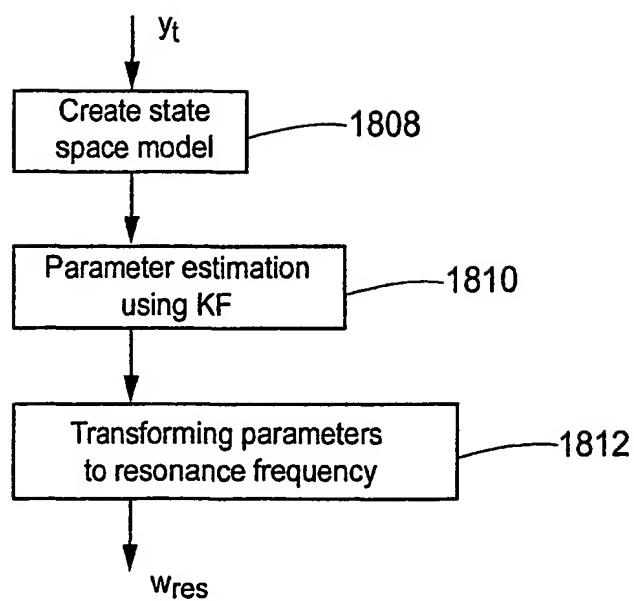 yt
Create state
space model
1808
Parameter estimation
using KF
1810
Transforming parameters
to resonance frequency
1812
wres